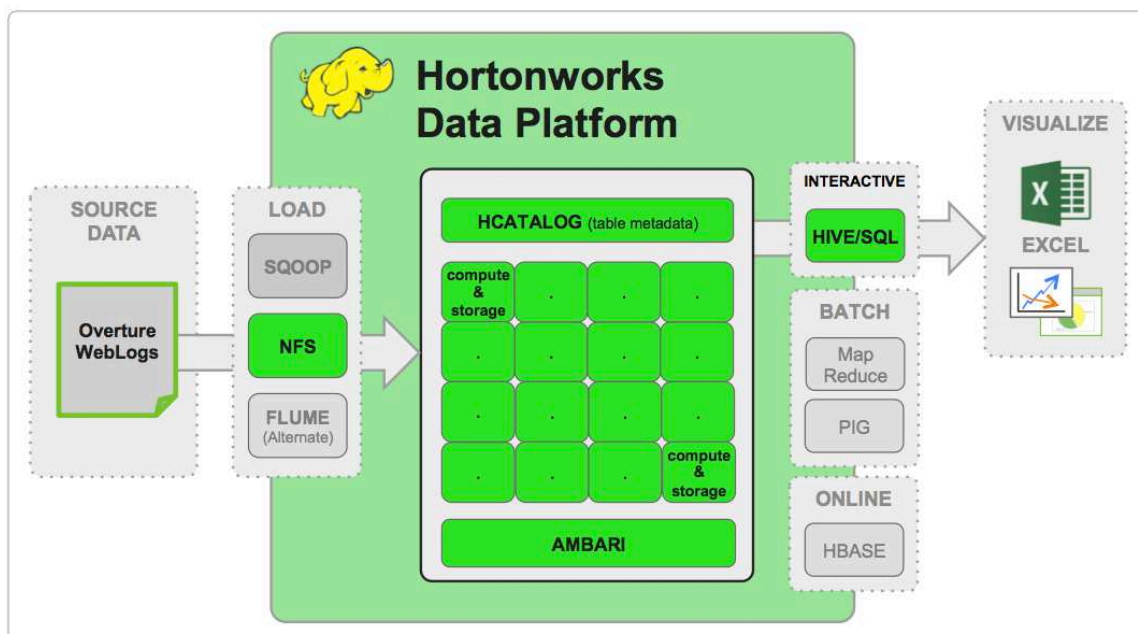 Hortonworks
Data Platform
SOURCE
DATA
Overture
WebLogs
LOAD
SQOOP
NFS
FLUME
(Alternate)
HCATALOG (table metadata)
compute
&
storage
. . .
. . . .
. . . .
. . .
compute
&
storage
AMBARI
INTERACTIVE
HIVE/SQL
BATCH
Map
Reduce
PIG
ONLINE
HBASE
VISUALIZE
X
EXCEL